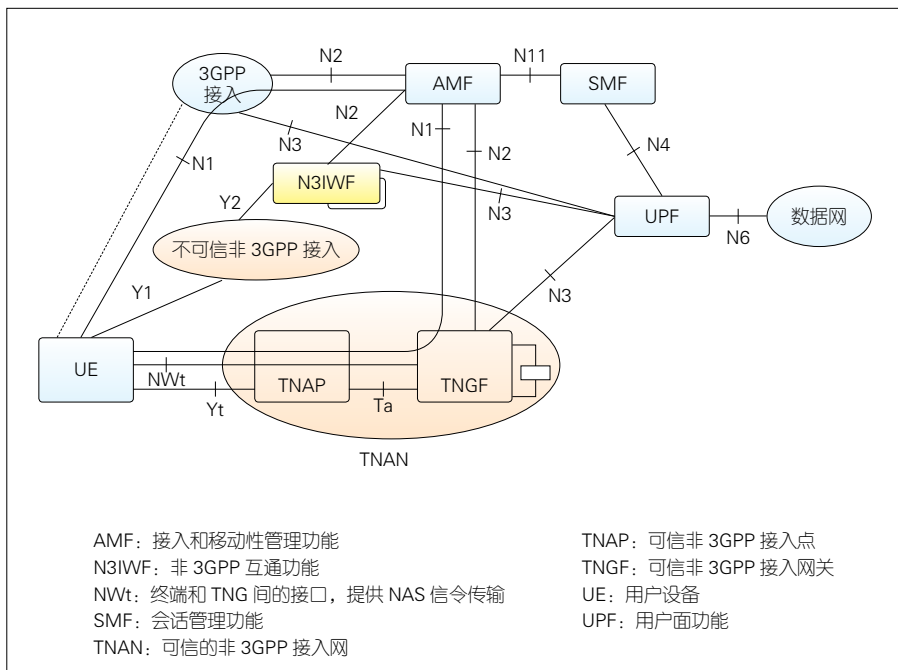 3GPP
接入
N2
AMF
N11
SMF
N1
N3
N2
N1
N2
N4
N3IWF
Y2
N3
UPF
N6
数据网
不可信非 3GPP 接入
Y1
N3
UE
NWt
Yt
TNAP
Ta
TNGF
TNAN
AMF：接入和移动性管理功能
N3IWF：非 3GPP 互通功能
NWt：终端和 TNG 间的接口，提供 NAS 信令传输
SMF：会话管理功能
TNAN：可信的非 3GPP 接入网
TNAP：可信非 3GPP 接入点
TNGF：可信非 3GPP 接入网关
UE：用户设备
UPF：用户面功能